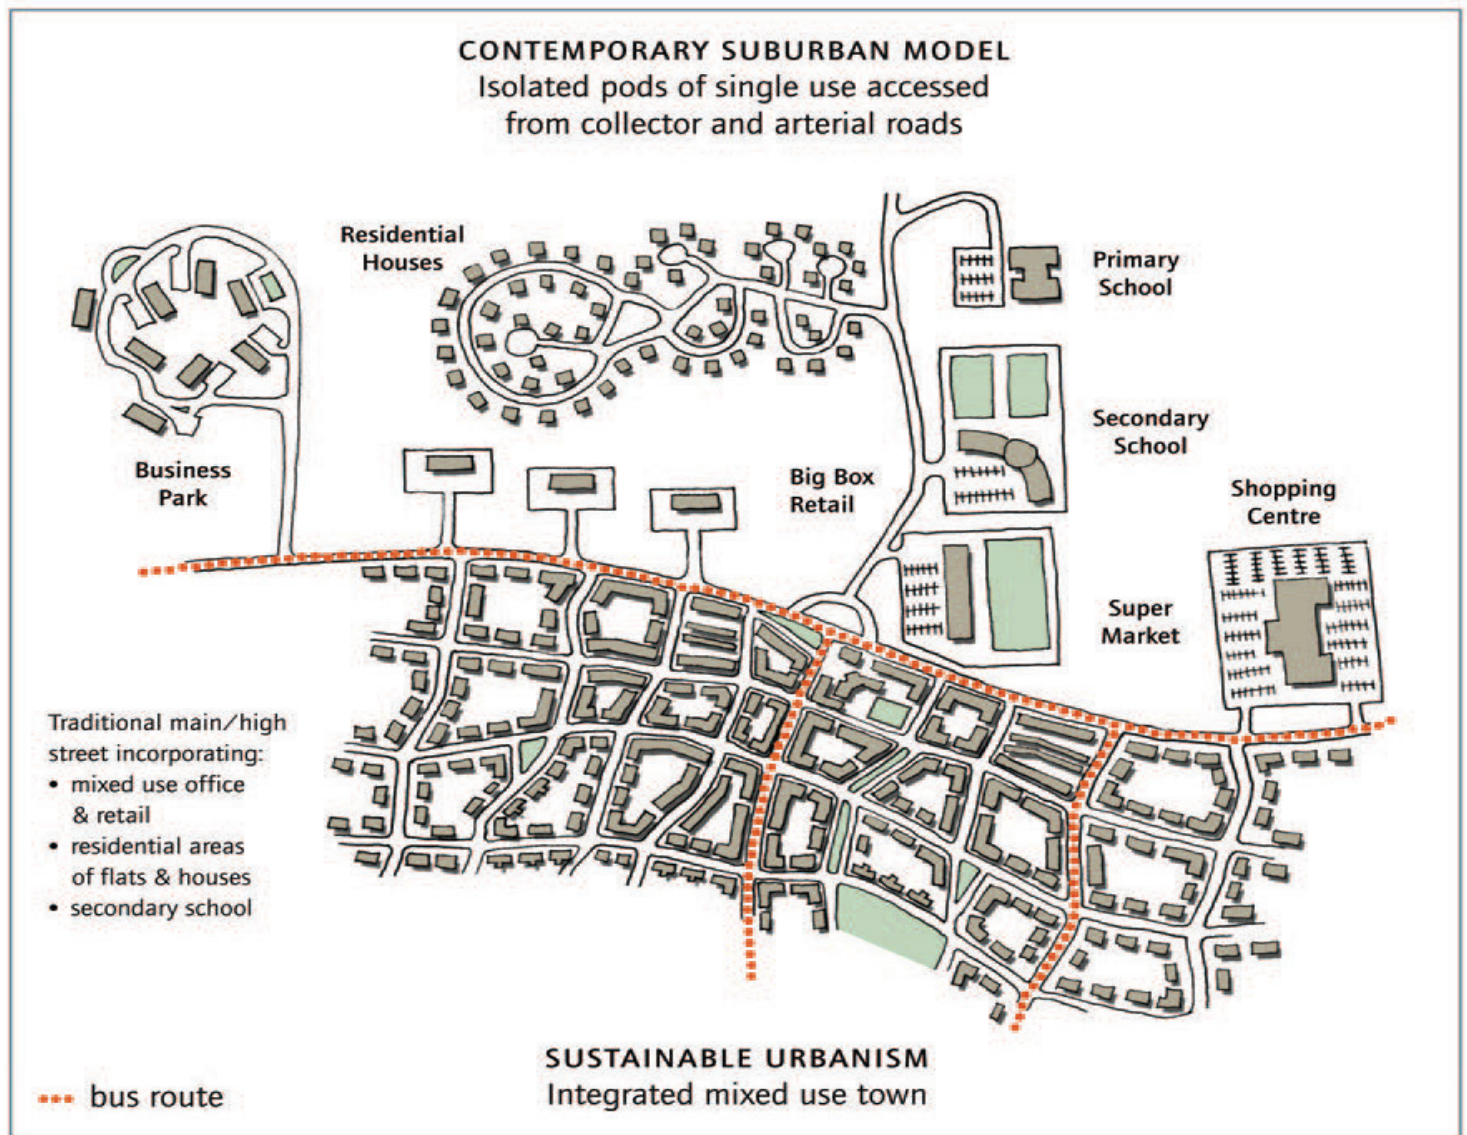 CONTEMPORARY SUBURBAN MODEL
Isolated pods of single use accessed
from collector and arterial roads
Residential
Houses
Primary
School
Secondary
School
Business
Park
Big Box
Retail
Shopping
Centre
Super
Market
Traditional main/high
street incorporating:
• mixed use office
& retail
• residential areas
of flats & houses
• secondary school
SUSTAINABLE URBANISM
Integrated mixed use town
bus route